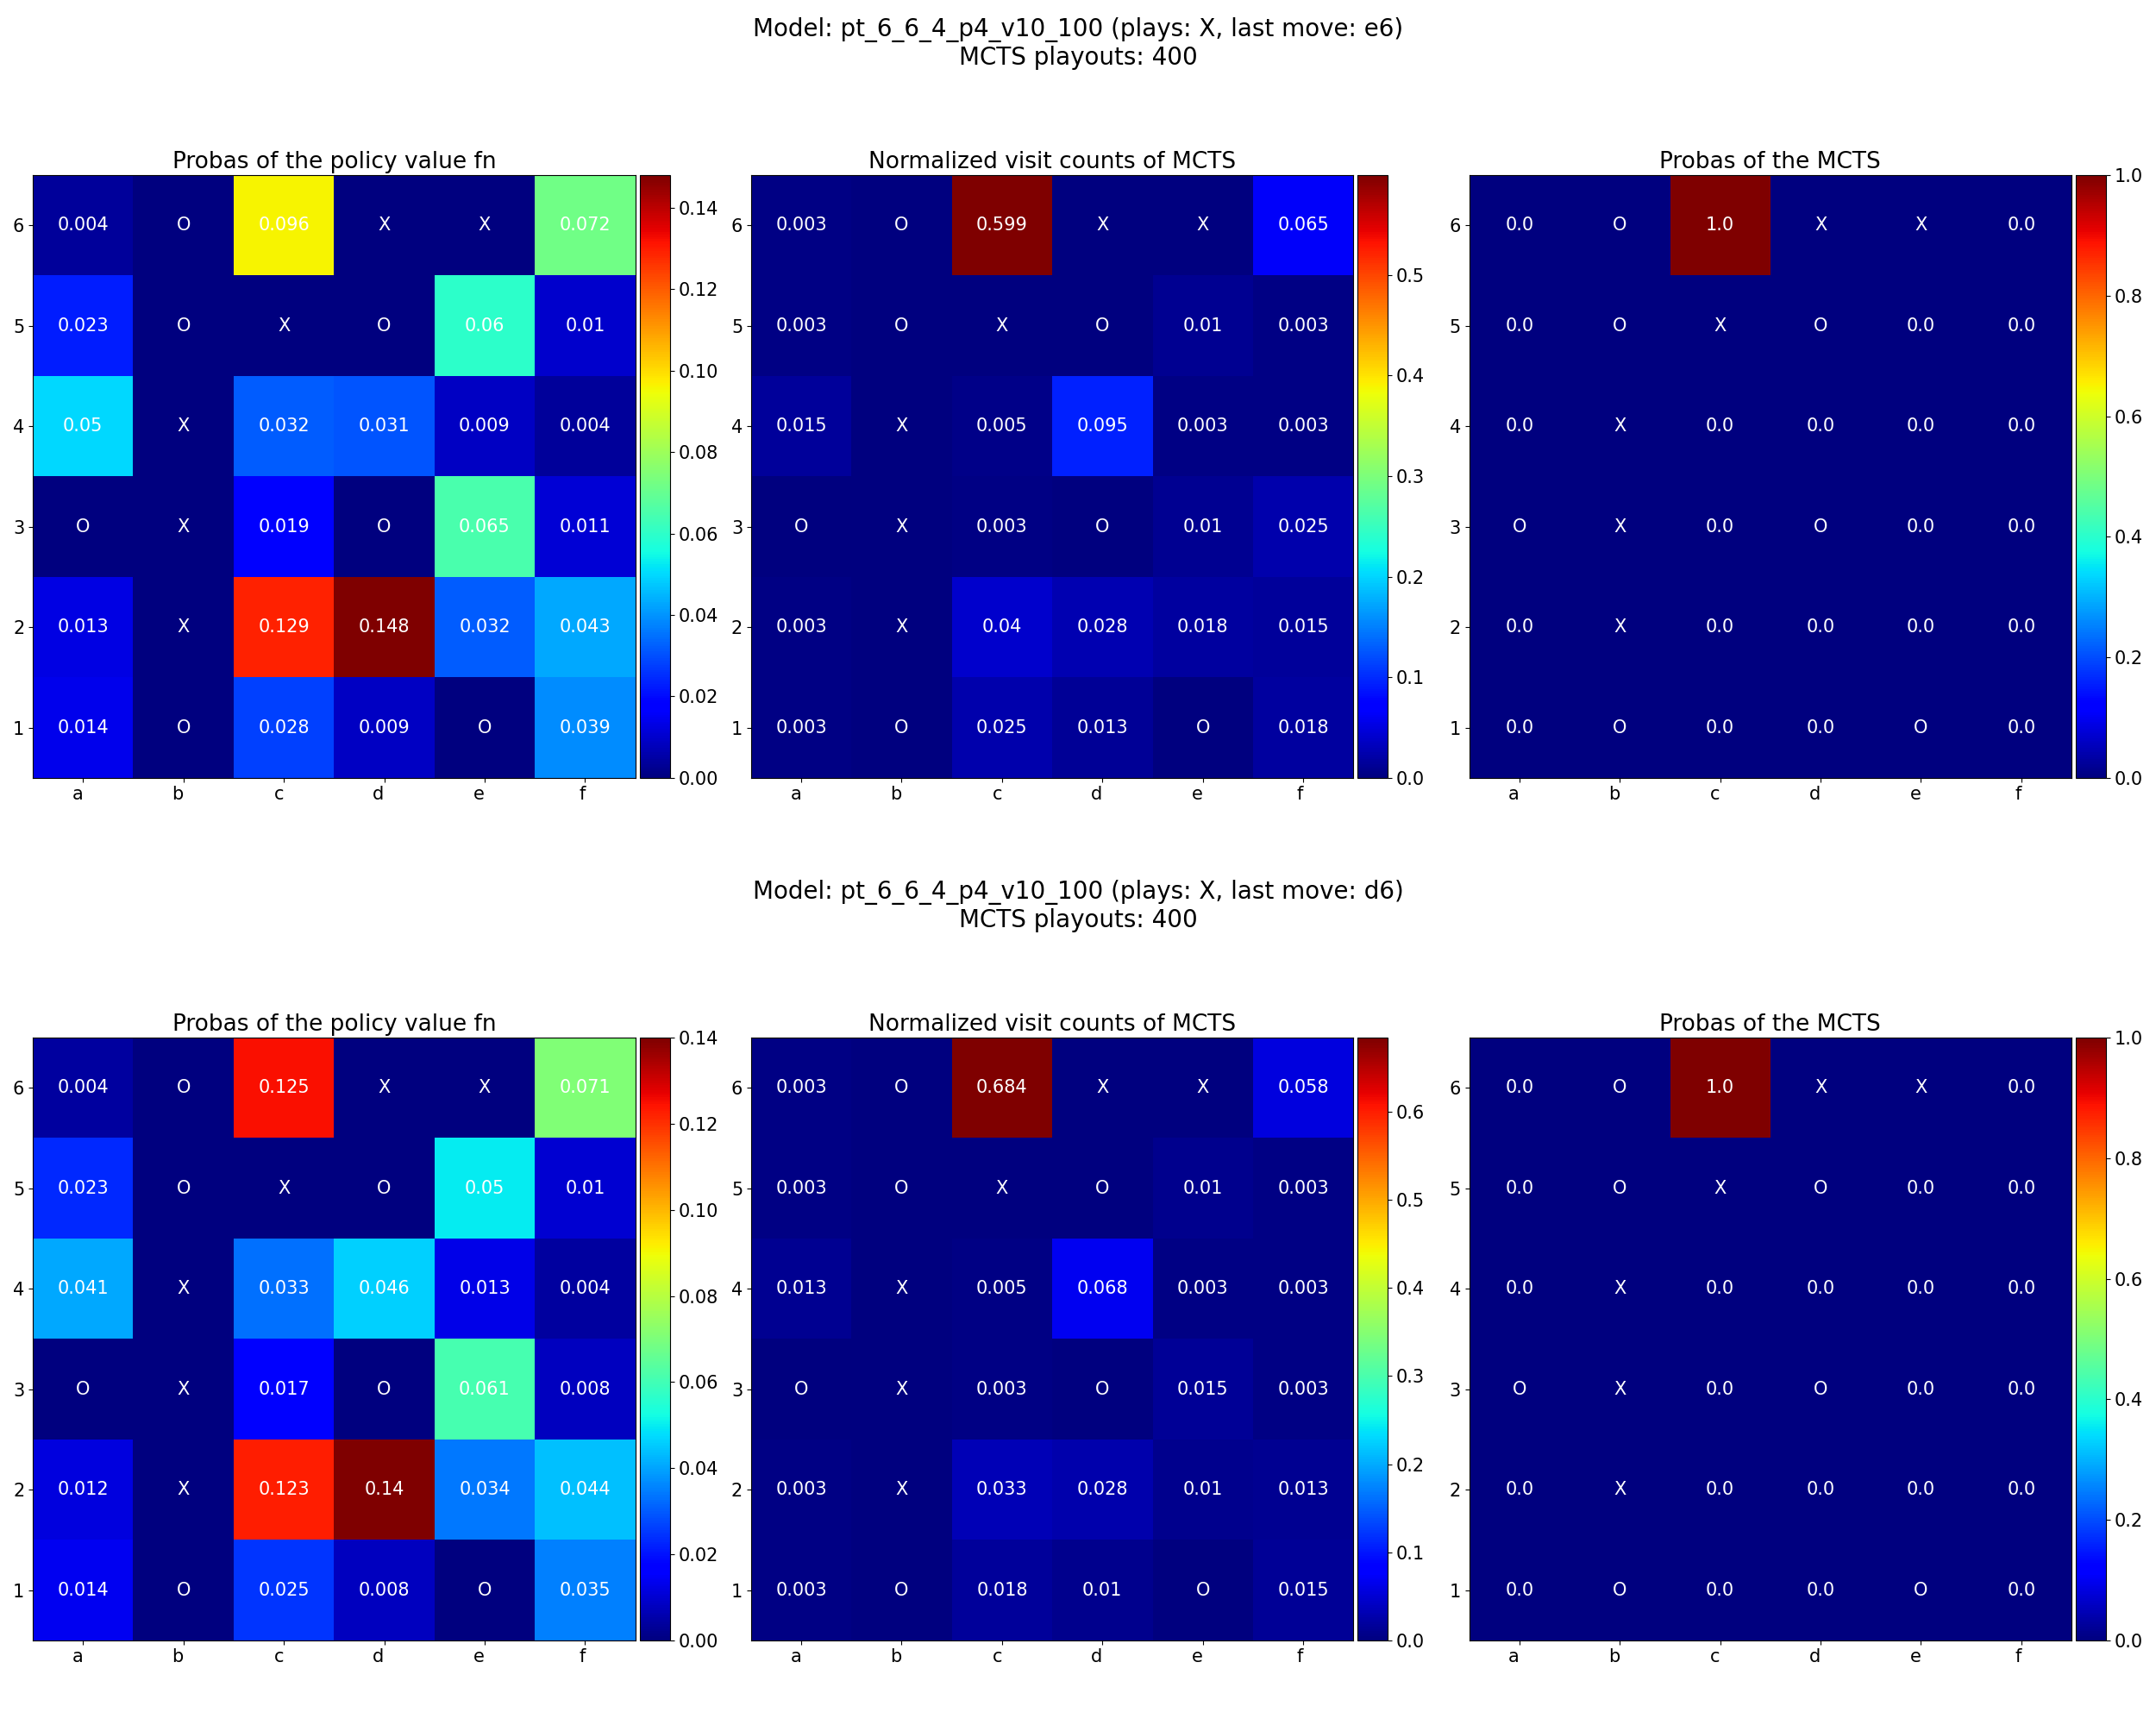 Model: pt_6_6_4_p4_v10_100 (plays: X, last move: e6)
MCTS playouts: 400
Probas of the policy value fn
6 0.004 O 0.096 X X 0.072
5 0.023 O X O 0.06 0.01
4 0.05 X 0.032 0.031 0.009 0.004
3 O X 0.019 O 0.065 0.011
2 0.013 X 0.129 0.148 0.032 0.043
1 0.014 O 0.028 0.009 O 0.039
a b c d e f
0.14
0.12
0.10
0.08
0.06
0.04
0.02
0.00
Normalized visit counts of MCTS
6 0.003 O 0.599 X X 0.065
5 0.003 O X O 0.01 0.003
4 0.015 X 0.005 0.095 0.003 0.003
3 O X 0.003 O 0.01 0.025
2 0.003 X 0.04 0.028 0.018 0.015
1 0.003 O 0.025 0.013 O 0.018
a b c d e f
0.5
0.4
0.3
0.2
0.1
0.0
Probas of the MCTS
6 0.0 O 1.0 X X 0.0
5 0.0 O X O 0.0 0.0
4 0.0 X 0.0 0.0 0.0 0.0
3 O X 0.0 O 0.0 0.0
2 0.0 X 0.0 0.0 0.0 0.0
1 0.0 O 0.0 0.0 O 0.0
a b c d e f
1.0
0.8
0.6
0.4
0.2
0.0
Model: pt_6_6_4_p4_v10_100 (plays: X, last move: d6)
MCTS playouts: 400
Probas of the policy value fn
6 0.004 O 0.125 X X 0.071
5 0.023 O X O 0.05 0.01
4 0.041 X 0.033 0.046 0.013 0.004
3 O X 0.017 O 0.061 0.008
2 0.012 X 0.123 0.14 0.034 0.044
1 0.014 O 0.025 0.008 O 0.035
a b c d e f
0.14
0.12
0.10
0.08
0.06
0.04
0.02
0.00
Normalized visit counts of MCTS
6 0.003 O 0.684 X X 0.058
5 0.003 O X O 0.01 0.003
4 0.013 X 0.005 0.068 0.003 0.003
3 O X 0.003 O 0.015 0.003
2 0.003 X 0.033 0.028 0.01 0.013
1 0.003 O 0.018 0.01 O 0.015
a b c d e f
0.6
0.5
0.4
0.3
0.2
0.1
0.0
Probas of the MCTS
6 0.0 O 1.0 X X 0.0
5 0.0 O X O 0.0 0.0
4 0.0 X 0.0 0.0 0.0 0.0
3 O X 0.0 O 0.0 0.0
2 0.0 X 0.0 0.0 0.0 0.0
1 0.0 O 0.0 0.0 O 0.0
a b c d e f
1.0
0.8
0.6
0.4
0.2
0.0